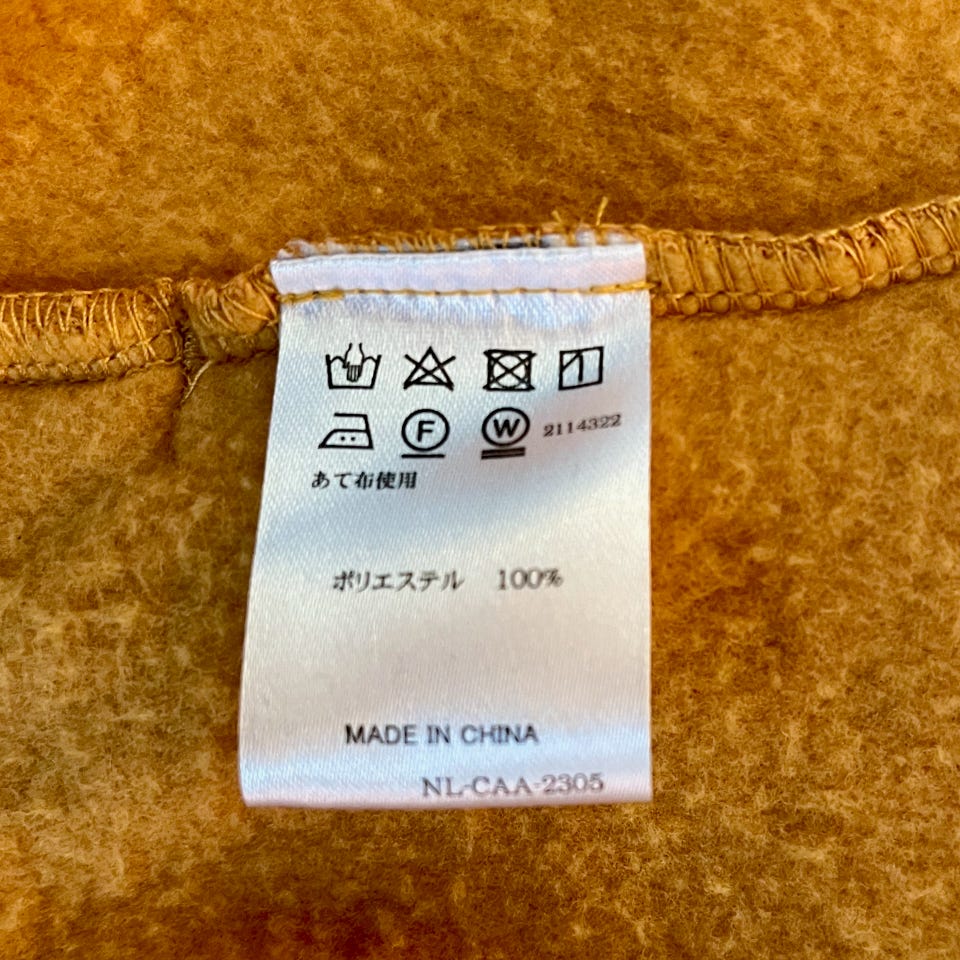 F W 2114322
あて布使用
ポリエステル 100%
MADE IN CHINA
NL-CAA-2305